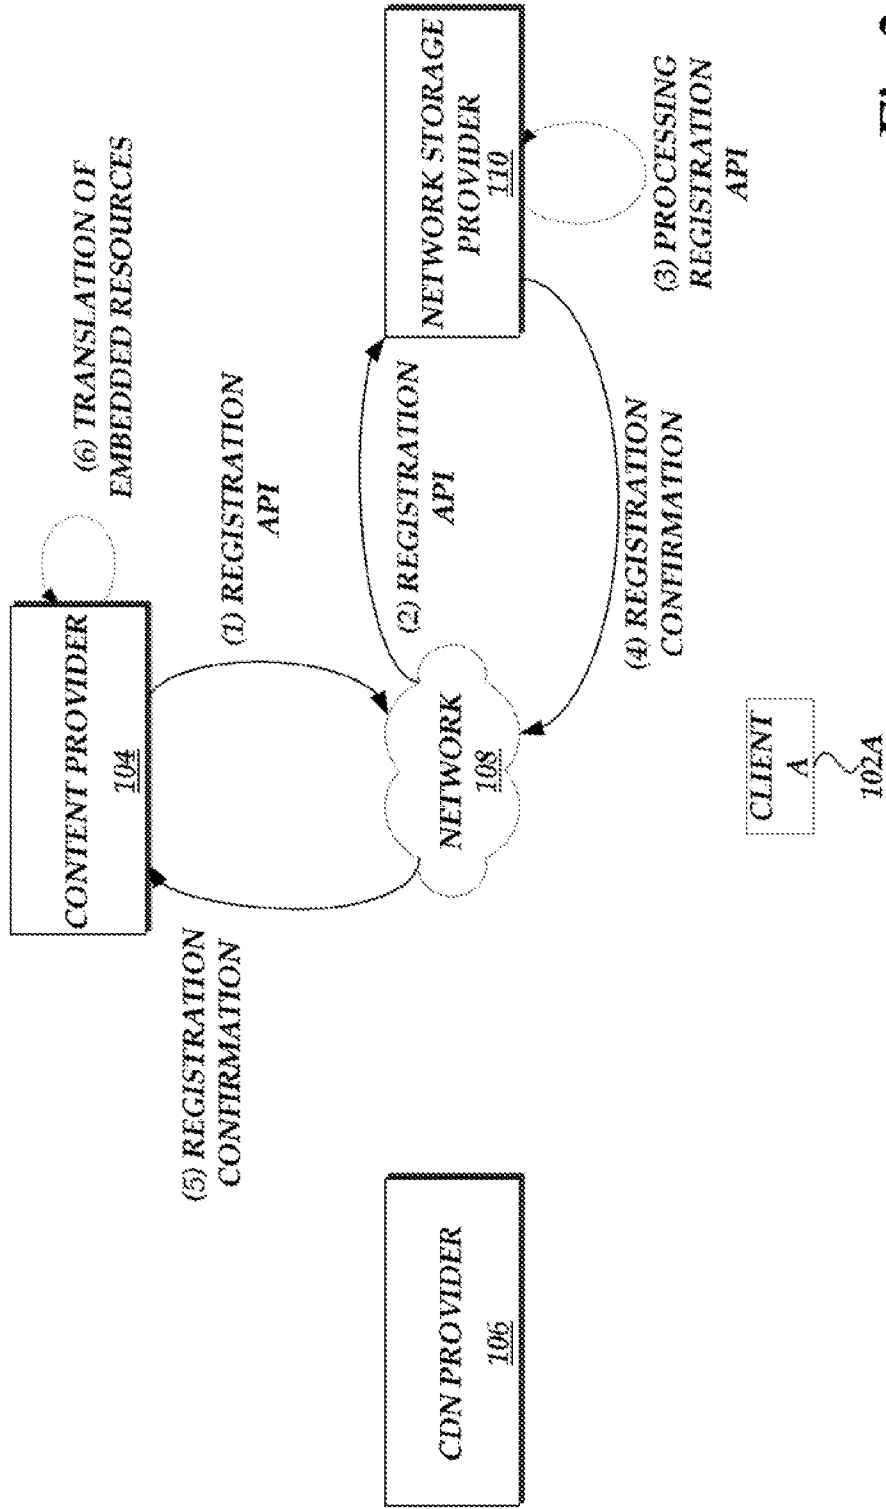 (6) TRANSLATION OF
EMBEDDED RESOURCES
CONTENT PROVIDER
104
(5) REGISTRATION
CONFIRMATION
(1) REGISTRATION
API
CDN PROVIDER
106
NETWORK
108
(2) REGISTRATION
API
NETWORK STORAGE
PROVIDER
110
(4) REGISTRATION
CONFIRMATION
(3) PROCESSING
REGISTRATION
API
CLIENT
A
102A